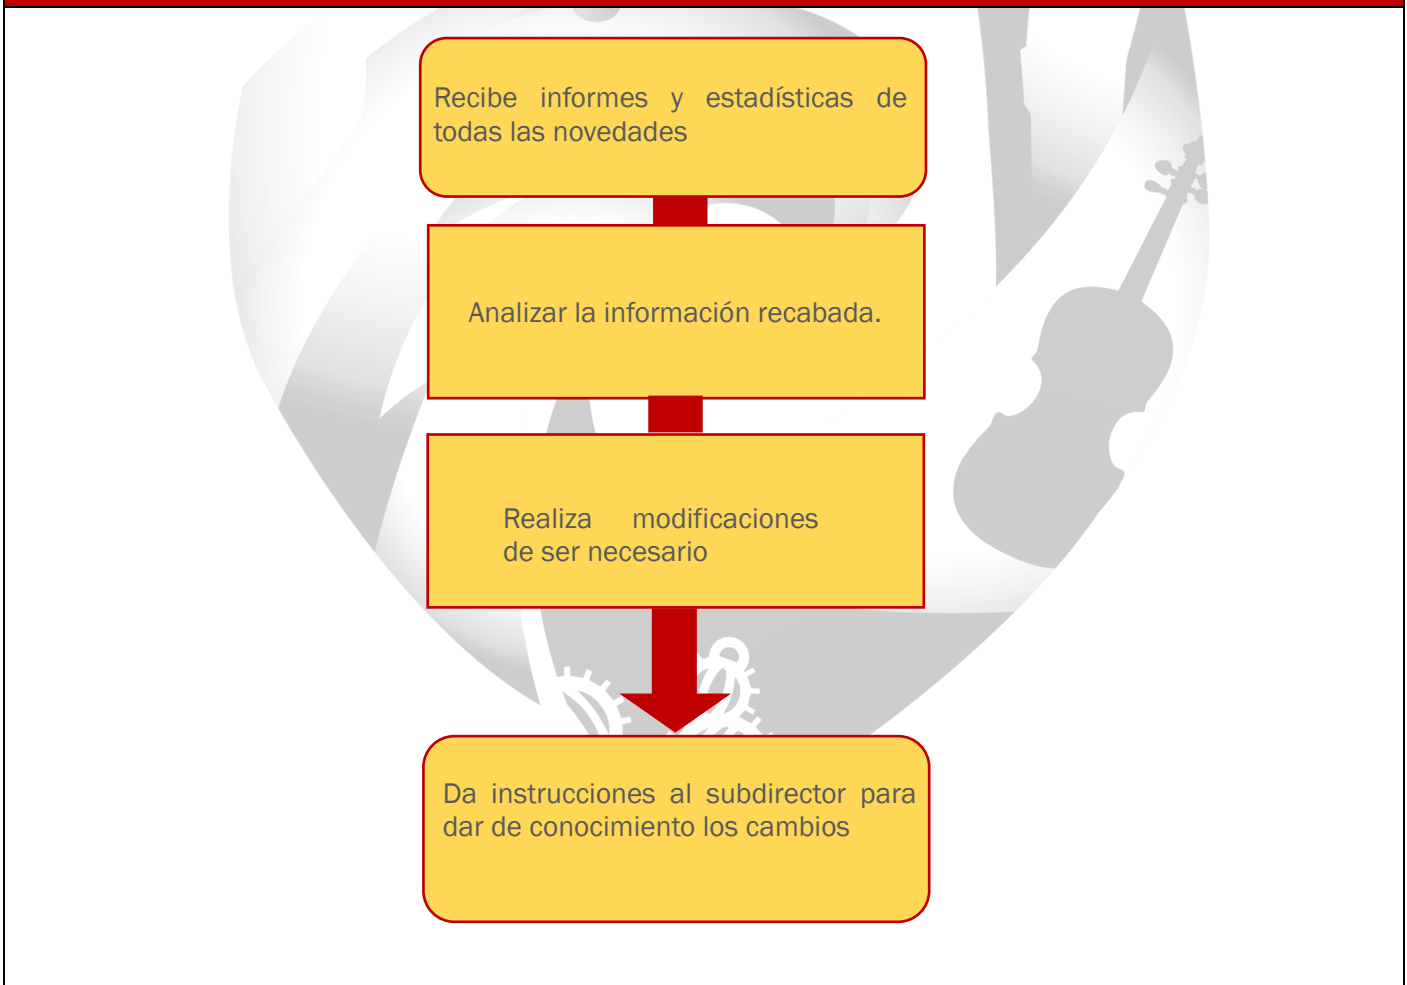 Recibe informes y estadísticas de
todas las novedades
Analizar la información recabada.
Realiza modificaciones
de ser necesario
Da instrucciones al subdirector para
dar de conocimiento los cambios